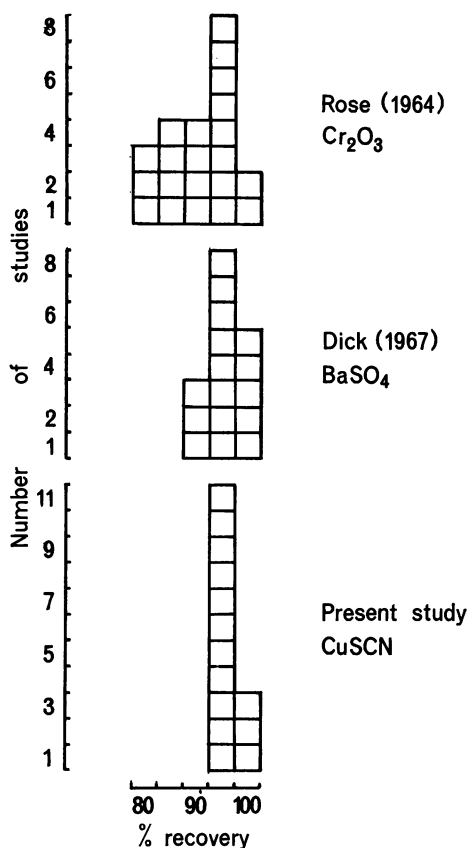 8
6
4
2
1
Rose (1964)
Cr₂O₃
8
6
4
2
1
Dick (1967)
BaSO₄
11
9
7
5
3
1
Present study
CuSCN
Number of studies
80 90 100
% recovery